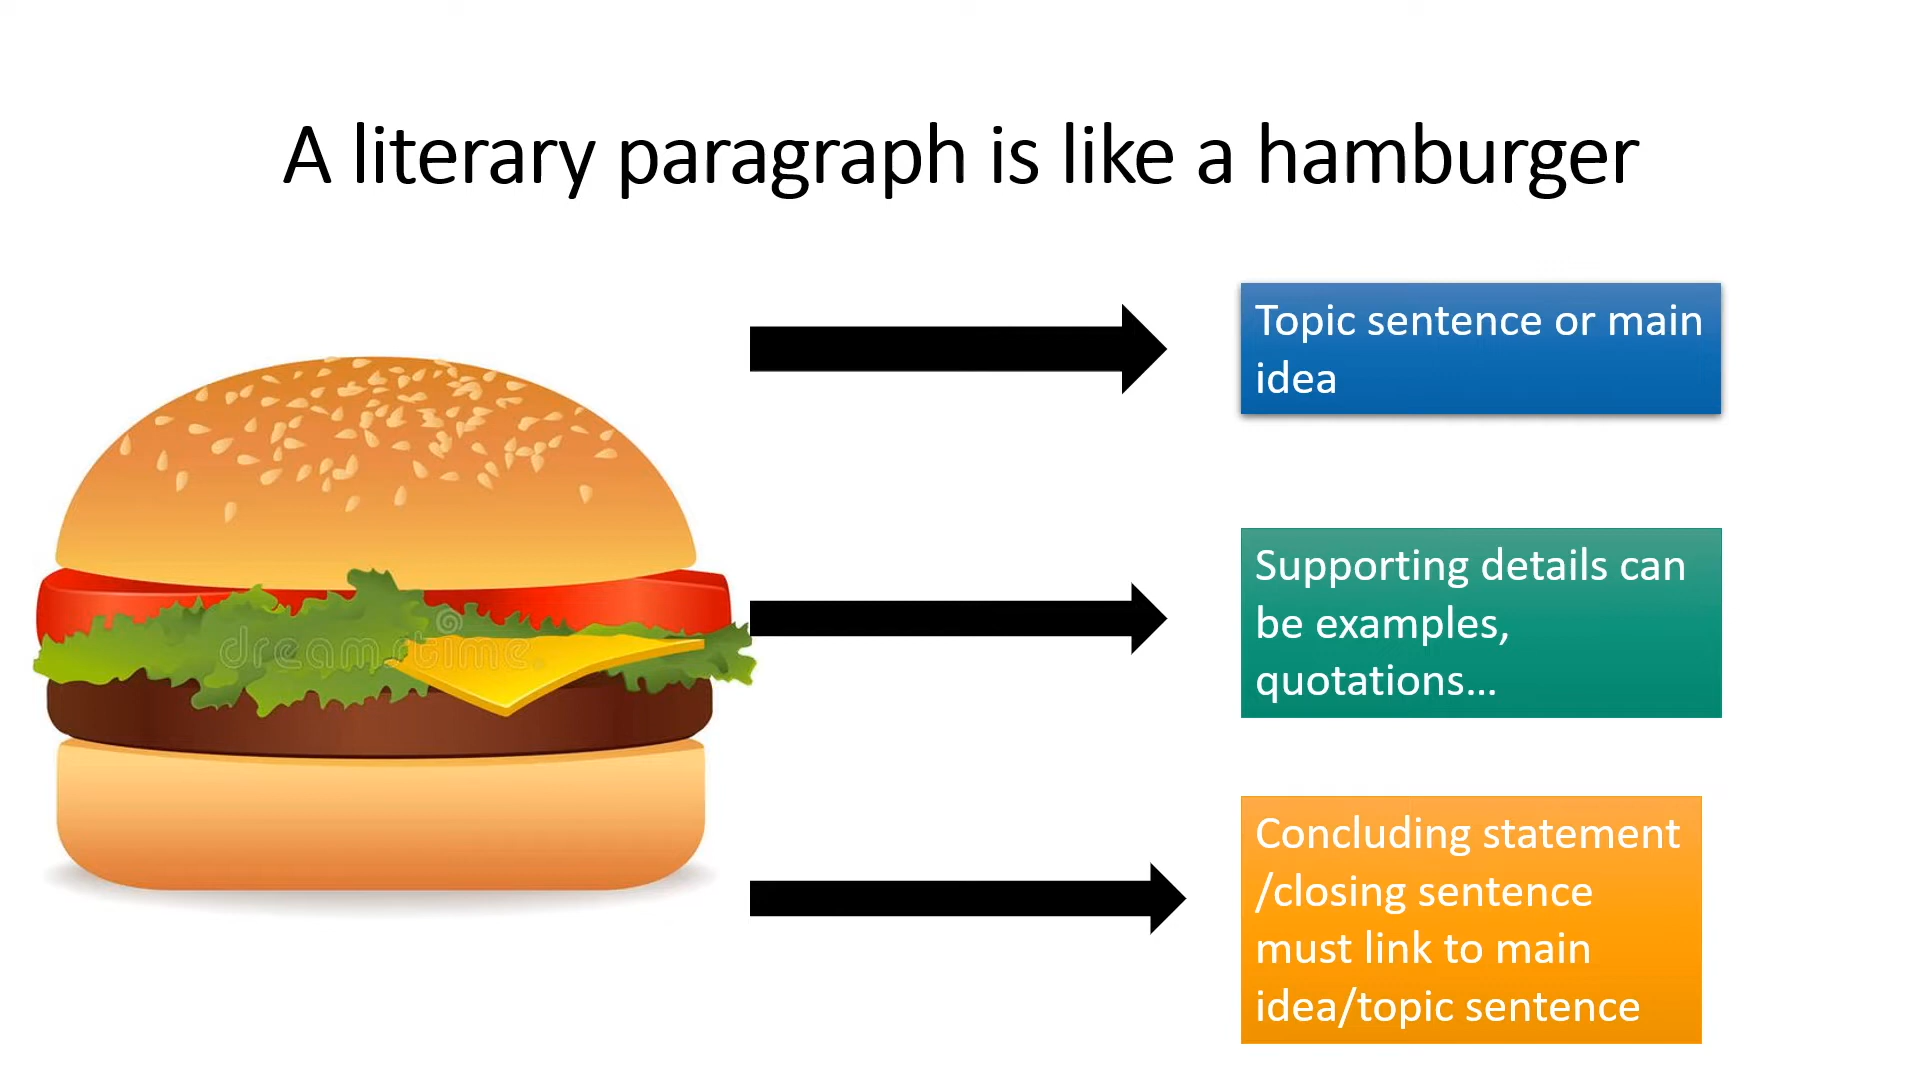 A literary paragraph is like a hamburger
Topic sentence or main
idea
Supporting details can
be examples,
quotations...
dreamstime.
Concluding statement
/closing sentence
must link to main
idea/topic sentence